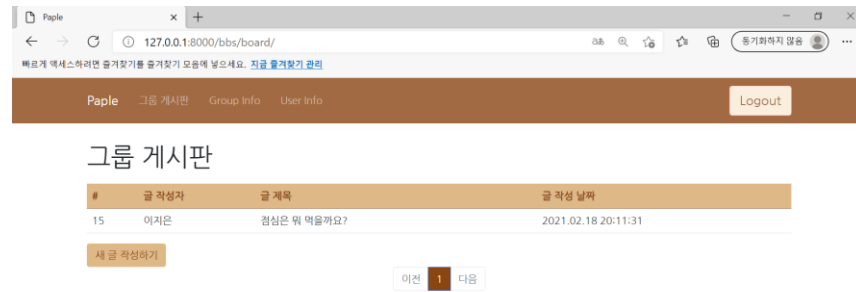 Paple
127.0.0.1:8000/bbs/board/
동기화하지 않음
빠르게 액세스하려면 즐겨찾기를 즐겨찾기 모음에 넣으세요. 지금 즐겨찾기 관리
Paple 그룹 게시판 Group Info User Info Logout
그룹 게시판
# 글 작성자 글 제목 글 작성 날짜
15 이지은 점심은 뭐 먹을까요? 2021.02.18 20:11:31
새 글 작성하기
이전 1 다음